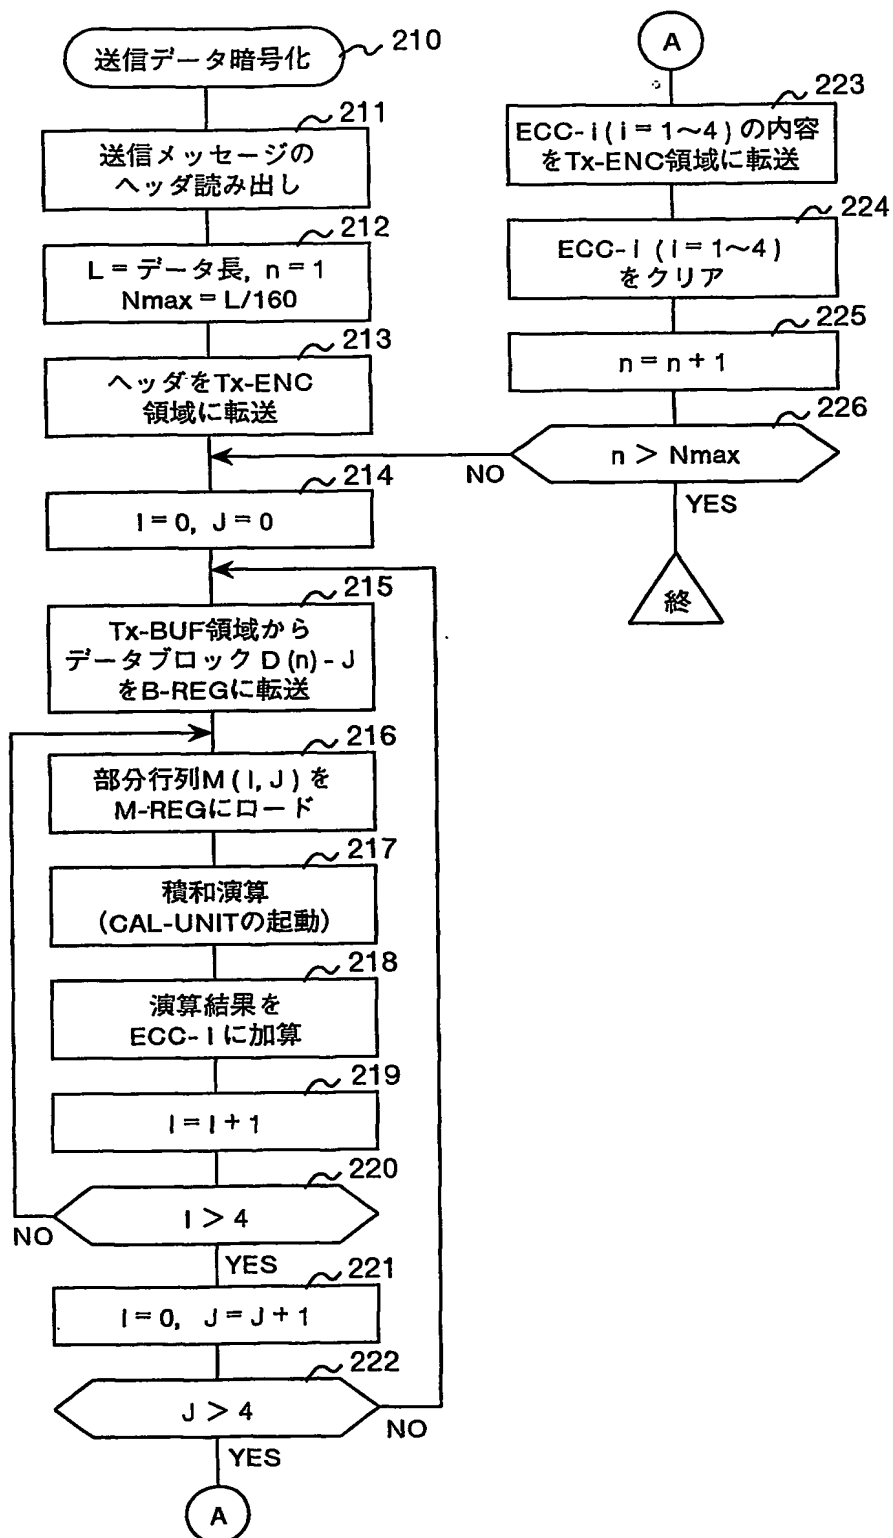 送信データ暗号化
210
211
送信メッセージの
ヘッダ読み出し
212
L = データ長, n = 1
Nmax = L/160
213
ヘッダをTx-ENC
領域に転送
214
I = 0, J = 0
215
Tx-BUF領域から
データブロック D (n) - J
をB-REGに転送
216
部分行列M ( I, J ) を
M-REGにロード
217
積和演算
(CAL-UNITの起動)
218
演算結果を
ECC- I に加算
219
I = I + 1
220
I > 4
NO
YES
221
I = 0, J = J + 1
222
J > 4
NO
YES
A
A
223
ECC-i ( i = 1~4 ) の内容
をTx-ENC領域に転送
224
ECC-i ( i = 1~4 )
をクリア
225
n = n + 1
226
n > Nmax
NO
YES
終